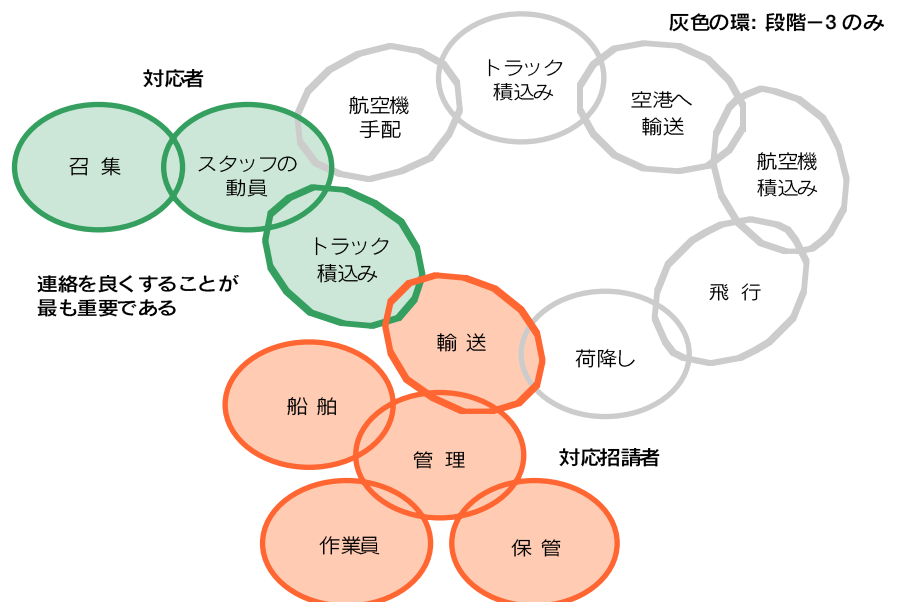 灰色の環: 段階－3のみ
対応者
トラック
積込み
航空機
手配
空港へ
輸送
航空機
積込み
召 集
スタッフの
動員
トラック
積込み
連絡を良くすることが
最も重要である
飛 行
輸 送
荷降し
船 舶
管 理
対応招請者
作業員
保 管